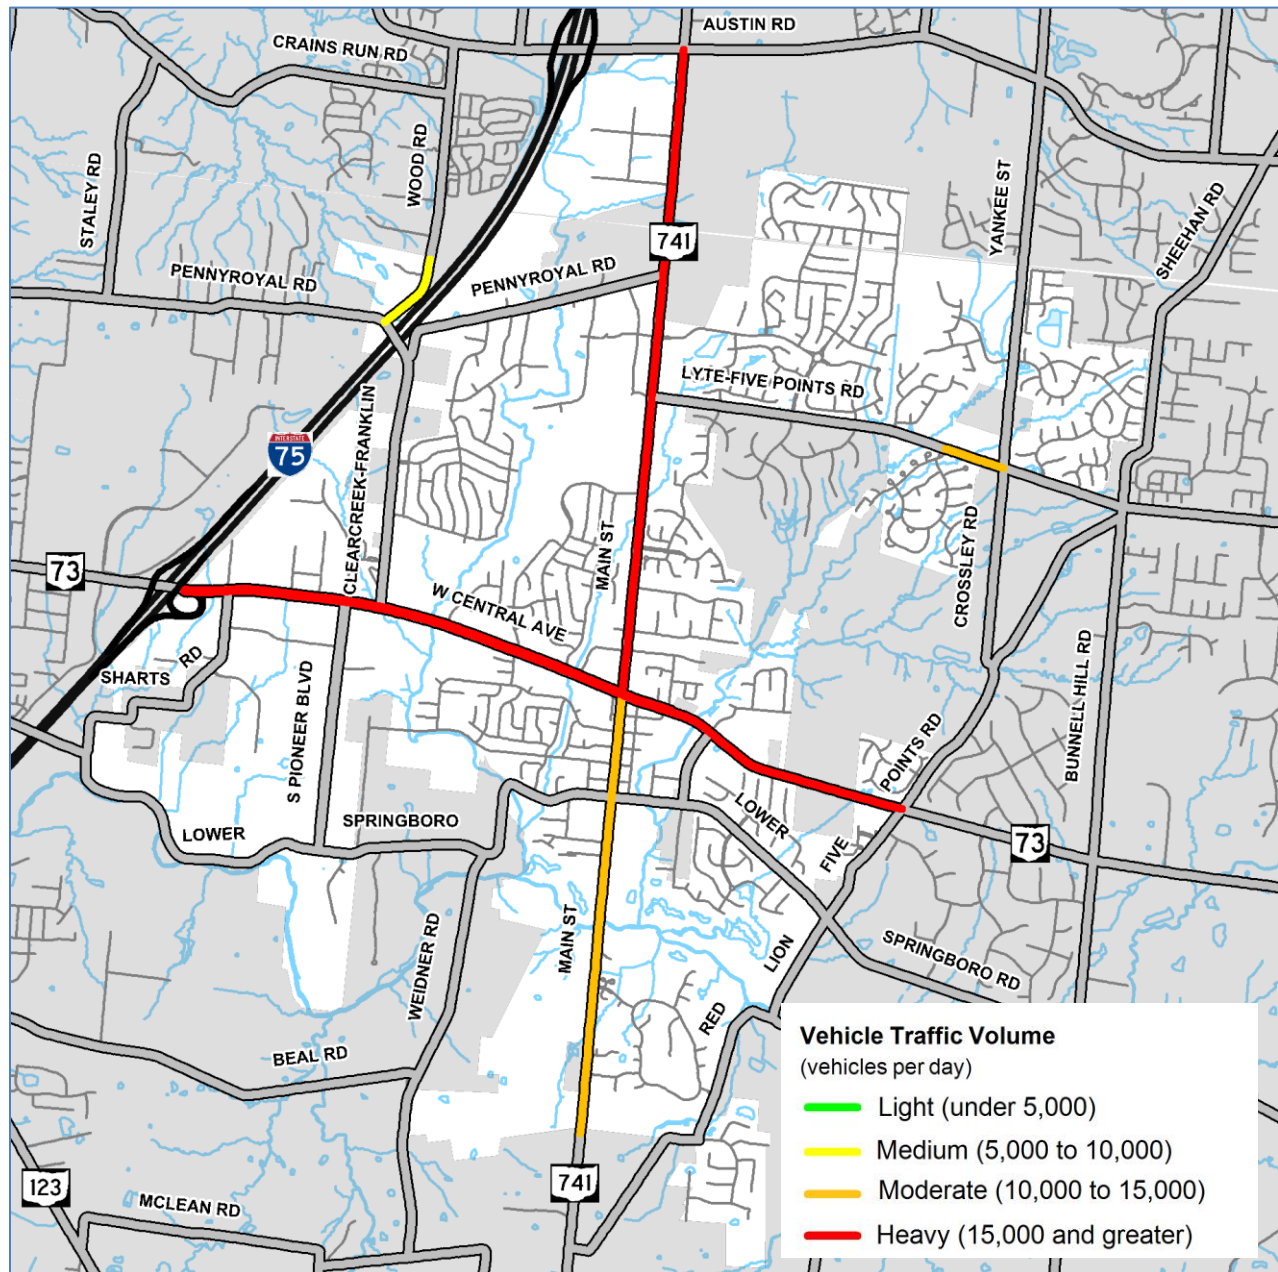 AUSTIN RD
CRAINS RUN RD
WOOD RD
STALEY RD
YANKEE ST
SHEEHAN RD
741
PENNYROYAL RD
PENNYROYAL RD
LYTE-FIVE POINTS RD
INTERSTATE
75
CLEARCREEK-FRANKLIN
MAIN ST
CROSSLEY RD
73
W CENTRAL AVE
BUNNELL HILL RD
SHARTS RD
S PIONEER BLVD
POINTS RD
LOWER
SPRINGBORO
LOWER
FIVE
73
MAIN ST
WEIDNER RD
LION
SPRINGBORO RD
RED
BEAL RD
123
MCLEAN RD
741
Vehicle Traffic Volume
(vehicles per day)
Light (under 5,000)
Medium (5,000 to 10,000)
Moderate (10,000 to 15,000)
Heavy (15,000 and greater)